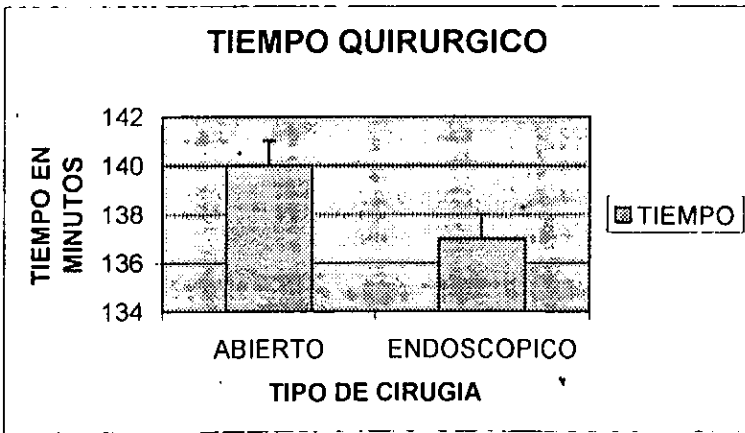 TIEMPO QUIRURGICO
TIEMPO EN
MINUTOS
142
140
138
136
134
ABIERTO ENDOSCOPICO
TIPO DE CIRUGIA
TIEMPO